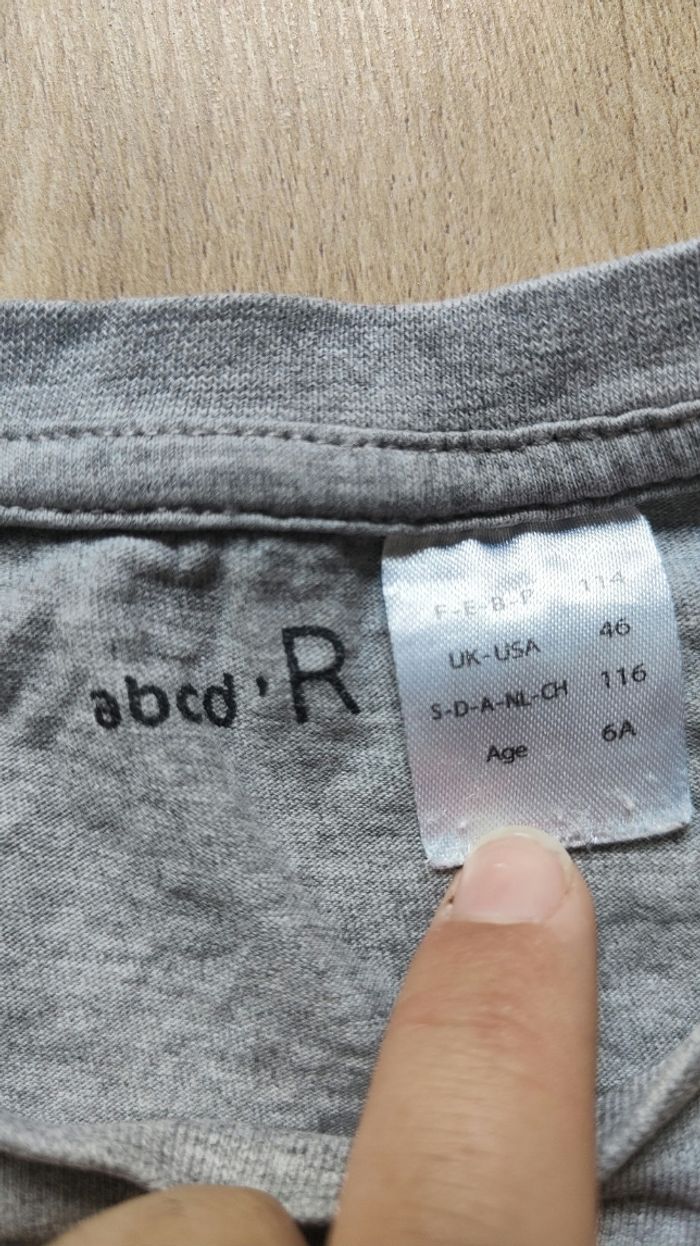 abcd'R
F-E-B-P 114
UK-USA 46
S-D-A-NL-CH 116
Age 6A